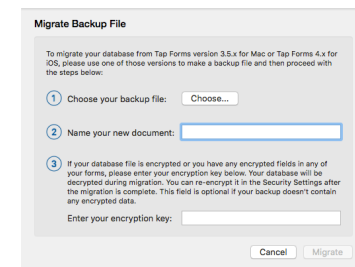 Migrate Backup File
To migrate your database from Tap Forms version 3.5.x for Mac or Tap Forms 4.x for
iOS, please use one of those versions to make a backup file and then proceed with
the steps below:
1 Choose your backup file: Choose...
2 Name your new document:
3 If your database file is encrypted or you have any encrypted fields in any of
your forms, please enter your encryption key below. Your database will be
decrypted during migration. You can re-encrypt it in the Security Settings after
the migration is complete. This field is optional if your backup doesn't contain
any encrypted data.
Enter your encryption key:
Cancel Migrate